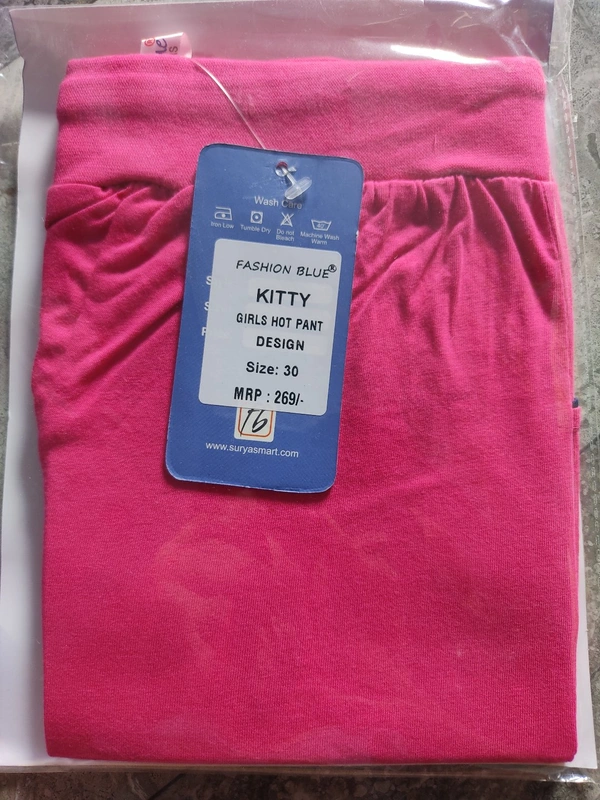 Wash Care
Iron Low
Tumble Dry
Do not Bleach
Machine Wash Warm
FASHION BLUE®
KITTY
GIRLS HOT PANT
DESIGN
Size: 30
MRP : 269/-
16
www.suryasmart.com